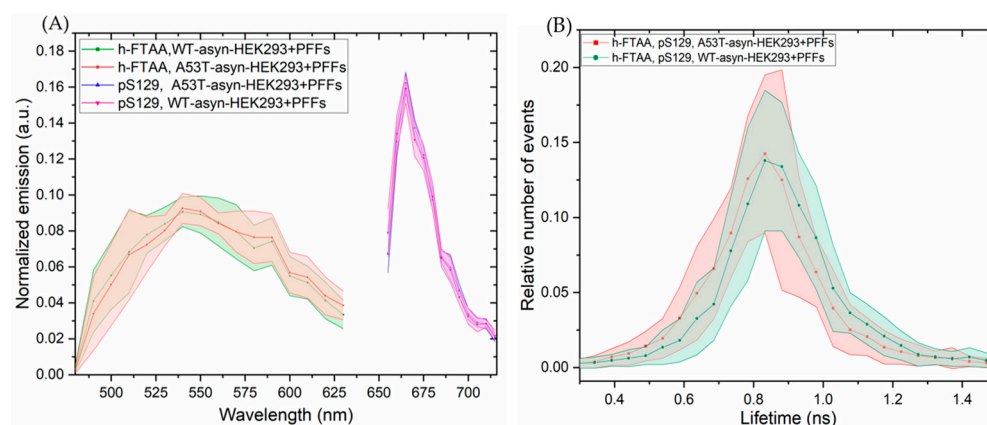 (A)
h-FTAA,WT-asyn-HEK293+PFFs
h-FTAA, A53T-asyn-HEK293+PFFs
pS129, A53T-asyn-HEK293+PFFs
pS129, WT-asyn-HEK293+PFFs
Normalized emission (a.u.)
0.18
0.16
0.14
0.12
0.10
0.08
0.06
0.04
0.02
0.00
500 525 550 575 600 625 650 675 700
Wavelength (nm)
(B)
h-FTAA, pS129, A53T-asyn-HEK293+PFFs
h-FTAA, pS129, WT-asyn-HEK293+PFFs
Relative number of events
0.20
0.15
0.10
0.05
0.00
0.4 0.6 0.8 1.0 1.2 1.4
Lifetime (ns)